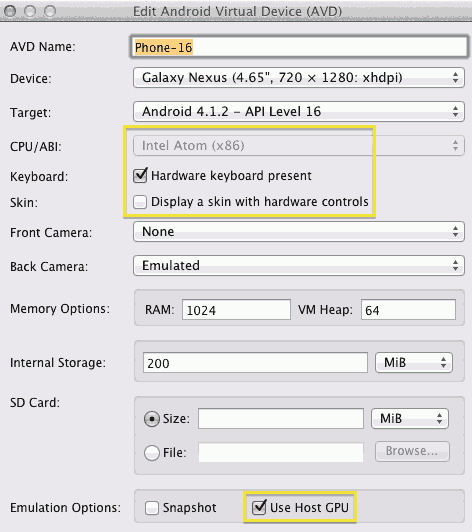 Edit Android Virtual Device (AVD)
AVD Name: Phone-16
Device: Galaxy Nexus (4.65", 720 × 1280: xhdpi)
Target: Android 4.1.2 – API Level 16
CPU/ABI: Intel Atom (x86)
Keyboard: Hardware keyboard present
Skin: Display a skin with hardware controls
Front Camera: None
Back Camera: Emulated
Memory Options: RAM: 1024 VM Heap: 64
Internal Storage: 200 MiB
SD Card:
Size: MiB
File: Browse...
Emulation Options: Snapshot Use Host GPU